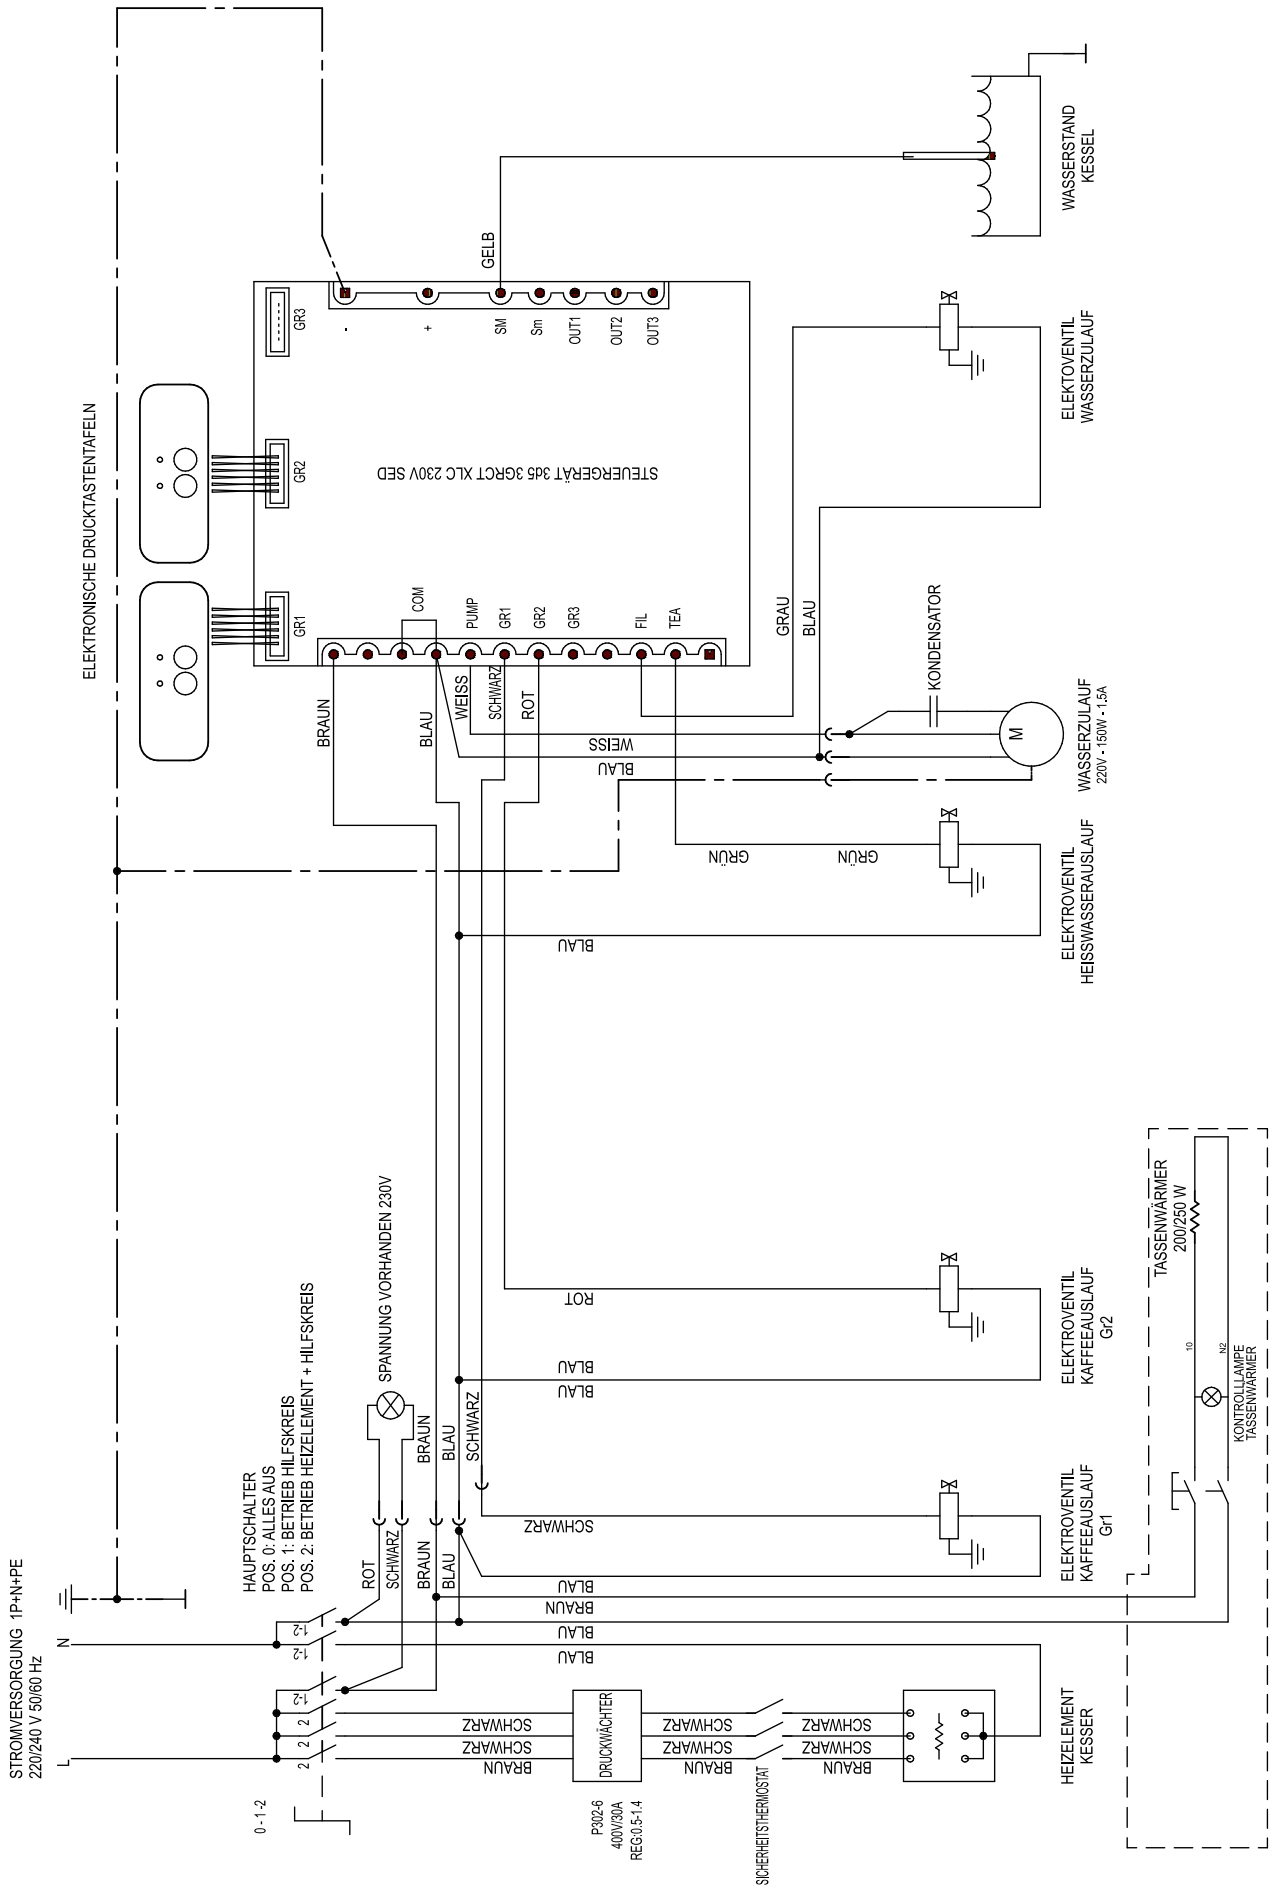 STROMVERSORGUNG 1P+N+PE
220/240 V 50/60 Hz
L
N
0 - 1 -2
HAUPTSCHALTER
POS. 0: ALLES AUS
POS. 1: BETRIEB HILFSKREIS
POS. 2: BETRIEB HEIZELEMENT + HILFSKREIS
2
2
2
1-2
1-2
1-2
SPANNUNG VORHANDEN 230V
ROT
SCHWARZ
BRAUN
BLAU
BRAUN
BLAU
SCHWARZ
ELEKTRONISCHE DRUCKTASTENTAFELN
GR1
GR2
GR3
STEUERGERÄT 3d5 3GRCT XLC 230V SED
COM
PUMP
GR1
GR2
GR3
FIL
TEA
-
+
SM
Sm
OUT1
OUT2
OUT3
BRAUN
BLAU
WEISS
SCHWARZ
ROT
GELB
WEISS
BLAU
GRAU
BLAU
KONDENSATOR
M
GRÜN
GRÜN
BLAU
ROT
BLAU
BLAU
SCHWARZ
BLAU
BRAUN
BLAU
BLAU
SCHWARZ
SCHWARZ
BRAUN
DRUCKWÄCHTER
P302-6
400V/30A
REG:0.5-1.4
SCHWARZ
SCHWARZ
BRAUN
SICHERHEITSTHERMOSTAT
SCHWARZ
SCHWARZ
BRAUN
HEIZELEMENT
KESSER
ELEKTROVENTIL
KAFFEEAUSLAUF
Gr1
ELEKTROVENTIL
KAFFEEAUSLAUF
Gr2
ELEKTROVENTIL
HEISSWASSERAUSLAUF
WASSERZULAUF
220V - 150W - 1.5A
ELEKTOVENTIL
WASSERZULAUF
WASSERSTAND
KESSEL
TASSENWÄRMER
200/250 W
10
N2
KONTROLLLAMPE
TASSENWÄRMER